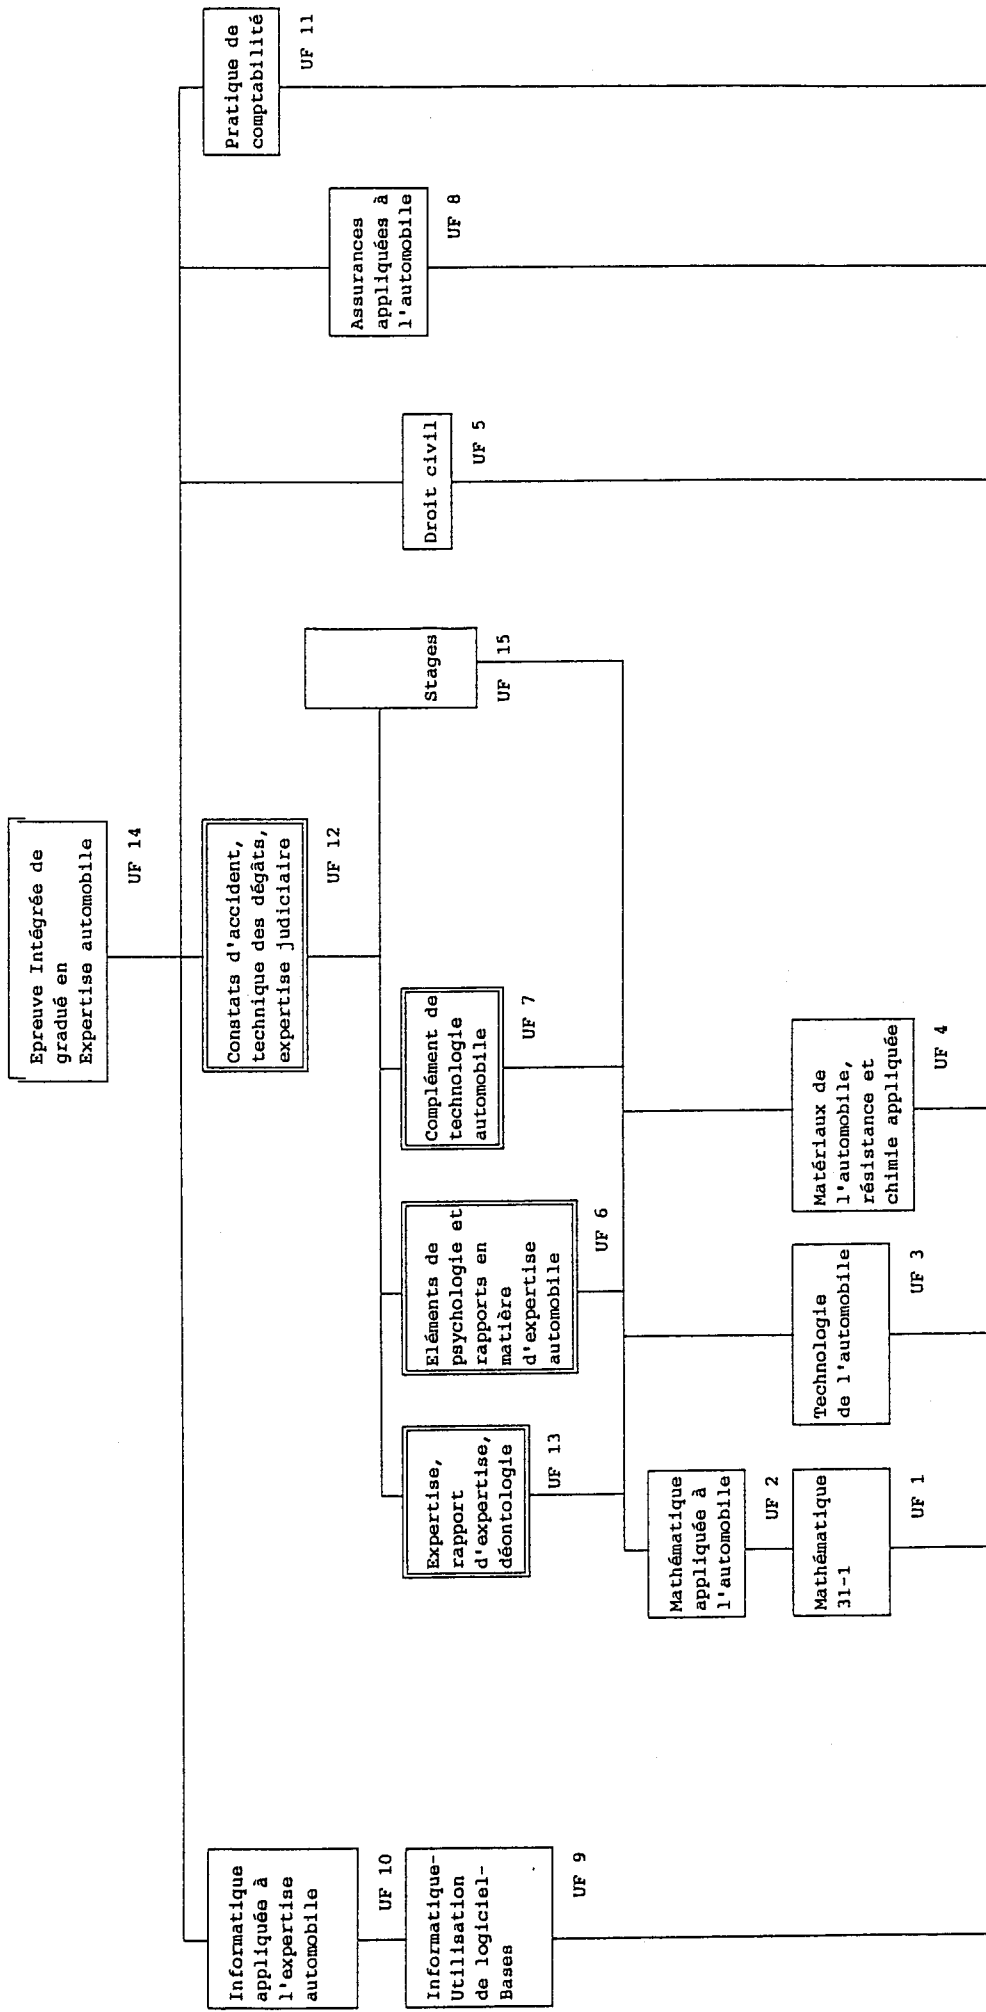 Epreuve Intégrée de
gradué en
Expertise automobile
UF 14
Informatique
appliquée à
l'expertise
automobile
UF 10
Constats d'accident,
technique des dégâts,
expertise judiciaire
UF 12
Pratique de
comptabilité
UF 11
Assurances
appliquées à
l'automobile
UF 8
Informatique-
Utilisation
de logiciel-
Bases
UF 9
Expertise,
rapport
d'expertise,
déontologie
UF 13
Eléments de
psychologie et
rapports en
matière
d'expertise
automobile
UF 6
Complément de
technologie
automobile
UF 7
Stages
UF 15
Droit civil
UF 5
Mathématique
appliquée à
l'automobile
UF 2
Mathématique
31-1
UF 1
Technologie
de l'automobile
UF 3
Matériaux de
l'automobile,
résistance et
chimie appliquée
UF 4